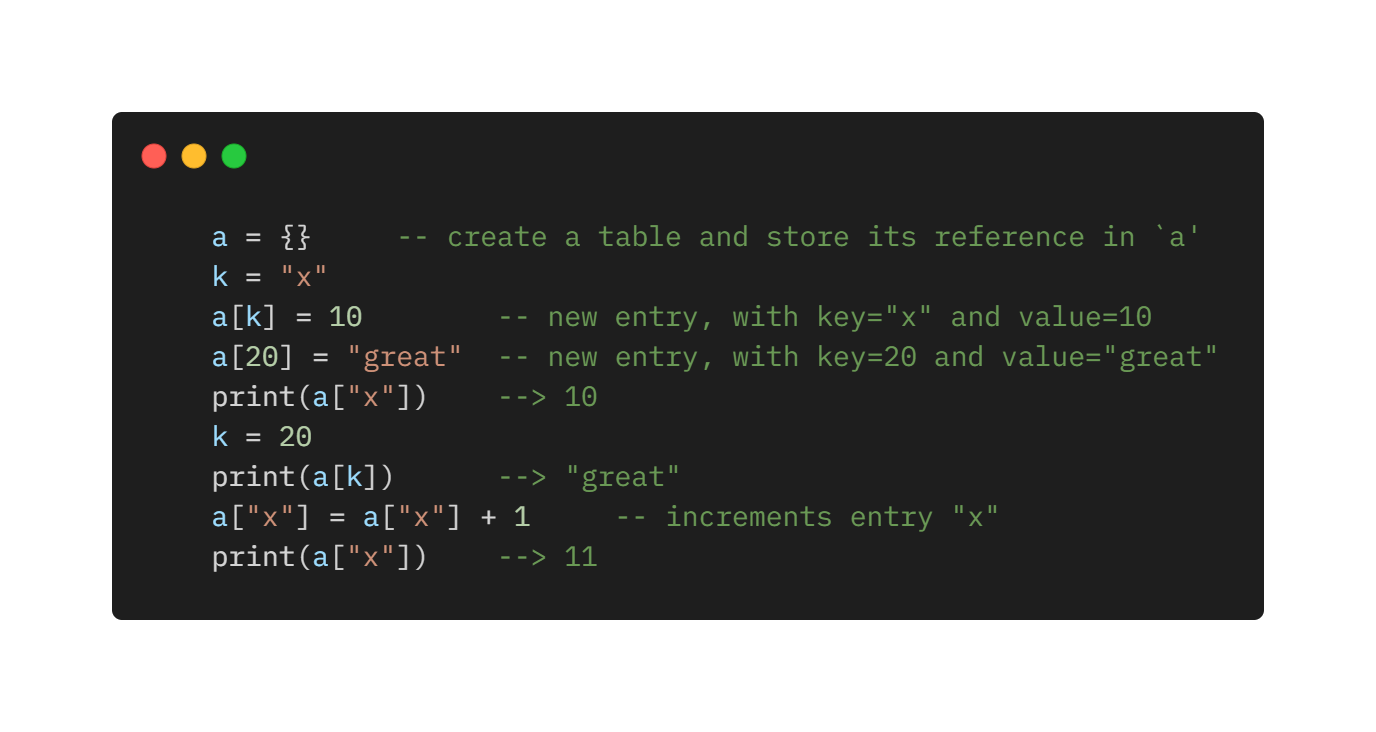 a = {}     -- create a table and store its reference in `a'
k = "x"
a[k] = 10        -- new entry, with key="x" and value=10
a[20] = "great"  -- new entry, with key=20 and value="great"
print(a["x"])    --> 10
k = 20
print(a[k])      --> "great"
a["x"] = a["x"] + 1     -- increments entry "x"
print(a["x"])    --> 11